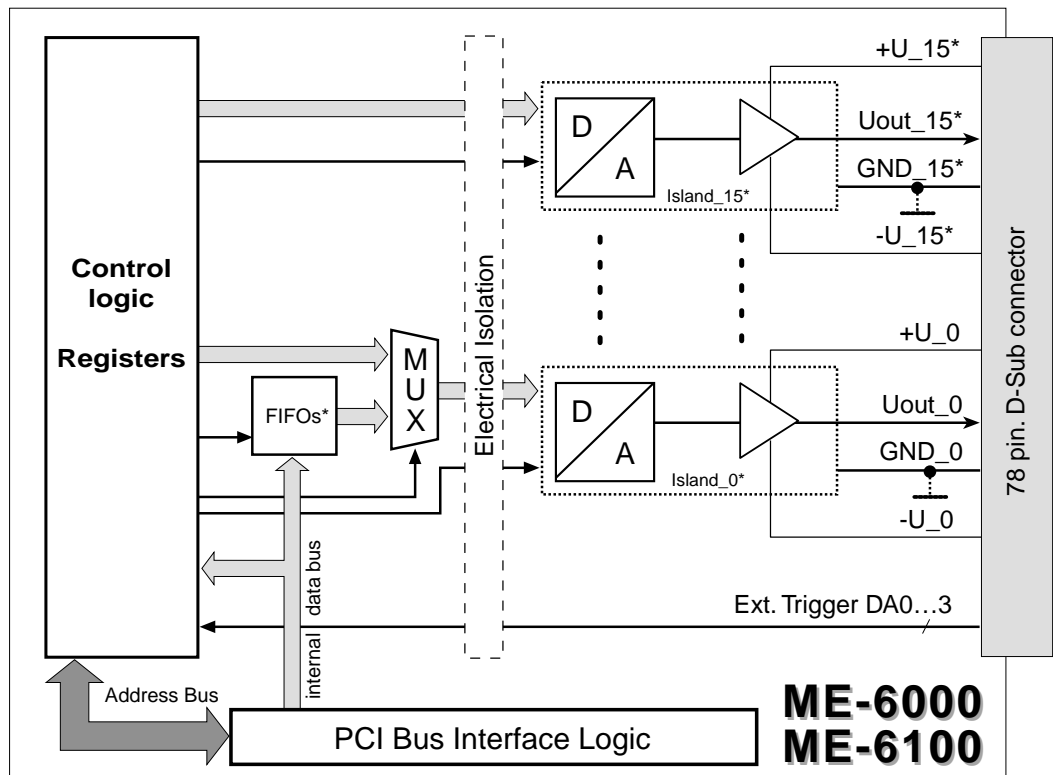 +U_15*
Uout_15*
GND_15*
-U_15*
D
A
Island_15*
Control
logic
Registers
Electrical Isolation
78 pin. D-Sub connector
MUX
FIFOs*
+U_0
D
A
Uout_0
GND_0
Island_0*
-U_0
internal data bus
Ext. Trigger DA0…3
Address Bus
PCI Bus Interface Logic
ME-6000
ME-6100